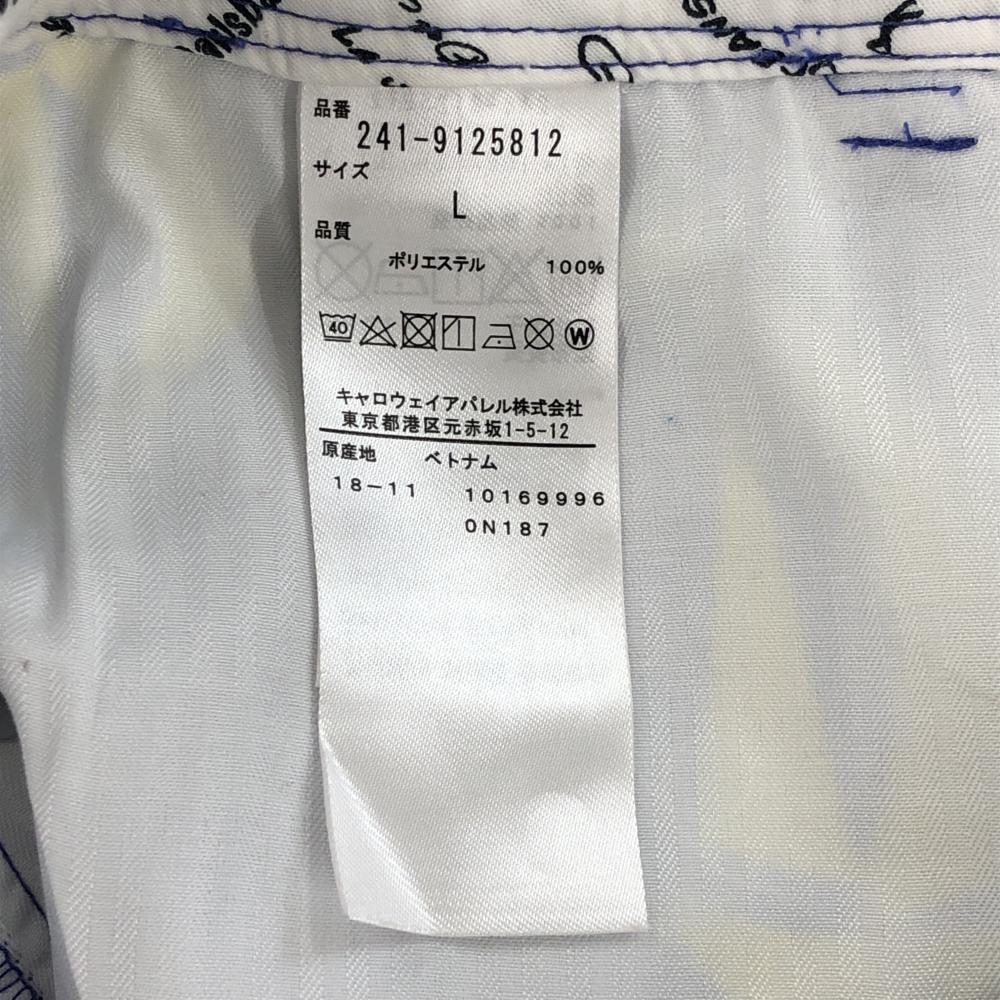 品番
241-9125812
サイズ
L
品質
ポリエステル 100%
40 W
キャロウェイアパレル株式会社
東京都港区元赤坂1-5-12
原産地 ベトナム
18-11 10169996
0N187